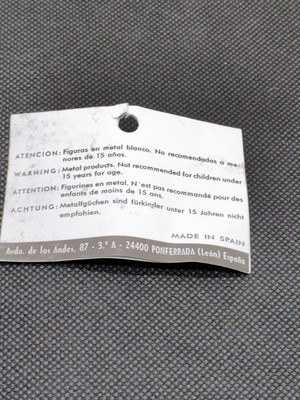 ATENCION: Figuras en metal blanco. No recomendadas a me-
nores de 15 años.
WARNING: Metal products. Not recommended for children under
15 years for age.
ATTENTION: Figurines en metal. N'est pas recommandé pour des
enfants de moins de 15 ans.
ACHTUNG: Metalfgüchen sind fürkinder unter 15 Jahren nicht
empfohlen.
MADE IN SPAIN
Avda. de los Andes, 87 - 3.º A - 24400 PONFERRADA (León) España